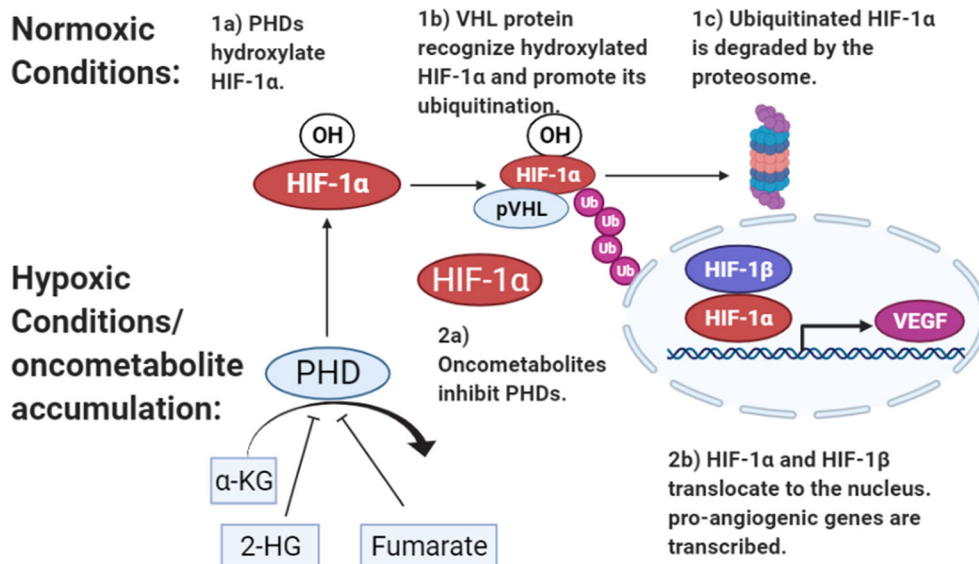 Normoxic
Conditions:
1a) PHDs
hydroxylate
HIF-1α.
1b) VHL protein
recognize hydroxylated
HIF-1α and promote its
ubiquitination.
1c) Ubiquitinated HIF-1α
is degraded by the
proteosome.
OH
HIF-1α
OH
HIF-1α
pVHL
Ub
Ub
Ub
Ub
Hypoxic
Conditions/
oncometabolite
accumulation:
HIF-1α
2a)
Oncometabolites
inhibit PHDs.
HIF-1β
HIF-1α
VEGF
PHD
α-KG
2-HG
Fumarate
2b) HIF-1α and HIF-1β
translocate to the nucleus.
pro-angiogenic genes are
transcribed.